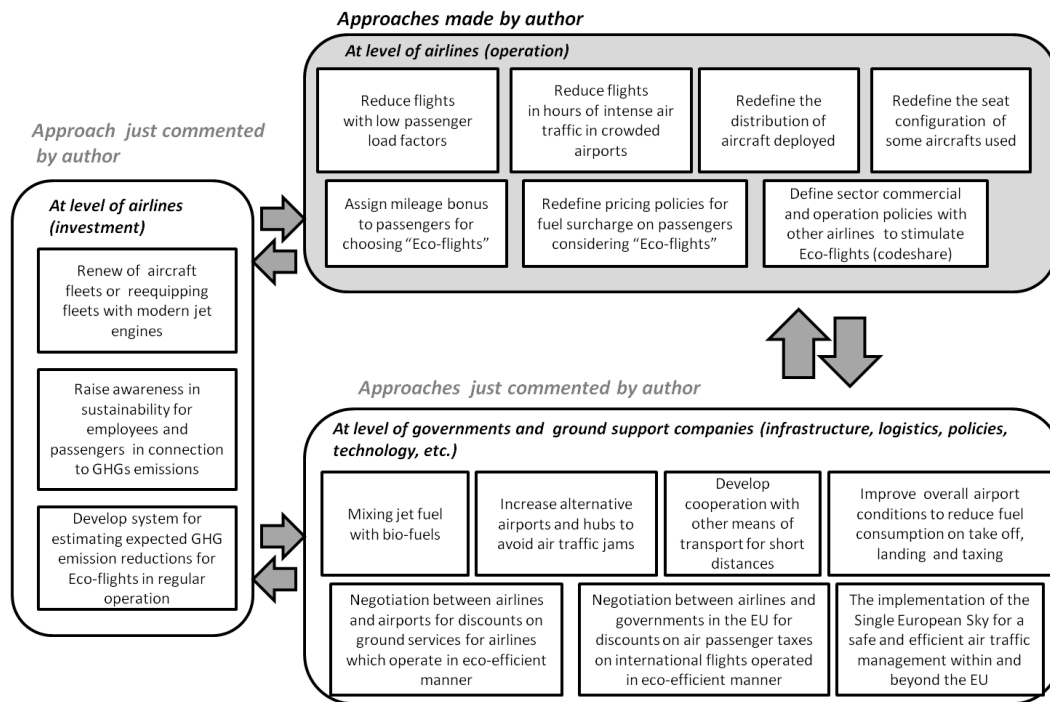 Approaches made by author
At level of airlines (operation)
Reduce flights
with low passenger
load factors
Reduce flights
in hours of intense air
traffic in crowded
airports
Redefine the
distribution of
aircraft deployed
Redefine the seat
configuration of
some aircrafts used
Assign mileage bonus
to passengers for
choosing “Eco-flights”
Redefine pricing policies for
fuel surcharge on passengers
considering “Eco-flights”
Define sector commercial
and operation policies with
other airlines to stimulate
Eco-flights (codeshare)
Approach just commented
by author
At level of airlines
(investment)
Renew of aircraft
fleets or reequipping
fleets with modern jet
engines
Raise awareness in
sustainability for
employees and
passengers in connection
to GHGs emissions
Develop system for
estimating expected GHG
emission reductions for
Eco-flights in regular
operation
Approaches just commented by author
At level of governments and ground support companies (infrastructure, logistics, policies,
technology, etc.)
Mixing jet fuel
with bio-fuels
Increase alternative
airports and hubs to
avoid air traffic jams
Develop
cooperation with
other means of
transport for short
distances
Improve overall airport
conditions to reduce fuel
consumption on take off,
landing and taxing
Negotiation between airlines
and airports for discounts on
ground services for airlines
which operate in eco-efficient
manner
Negotiation between airlines and
governments in the EU for
discounts on air passenger taxes
on international flights operated
in eco-efficient manner
The implementation of the
Single European Sky for a
safe and efficient air traffic
management within and
beyond the EU